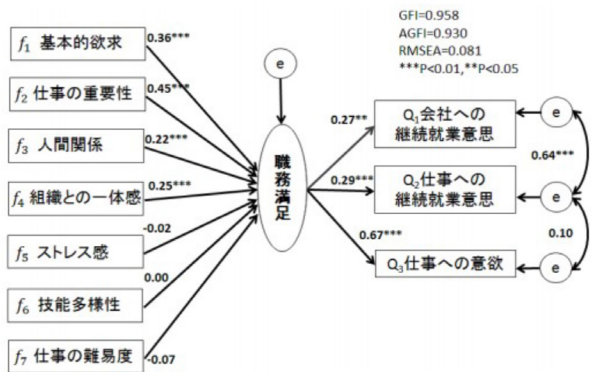 GFI=0.958
AGFI=0.930
RMSEA=0.081
***P<0.01,**P<0.05
f₁ 基本的欲求
0.36***
f₂ 仕事の重要性
0.45***
f₃ 人間関係
0.22***
f₄ 組織との一体感
0.25***
f₅ ストレス感
-0.02
f₆ 技能多様性
0.00
f₇ 仕事の難易度
-0.07
e
職務満足
0.27**
Q₁会社への
継続就業意思
e
0.64***
0.29***
Q₂仕事への
継続就業意思
e
0.10
0.67***
Q₃仕事への意欲
e